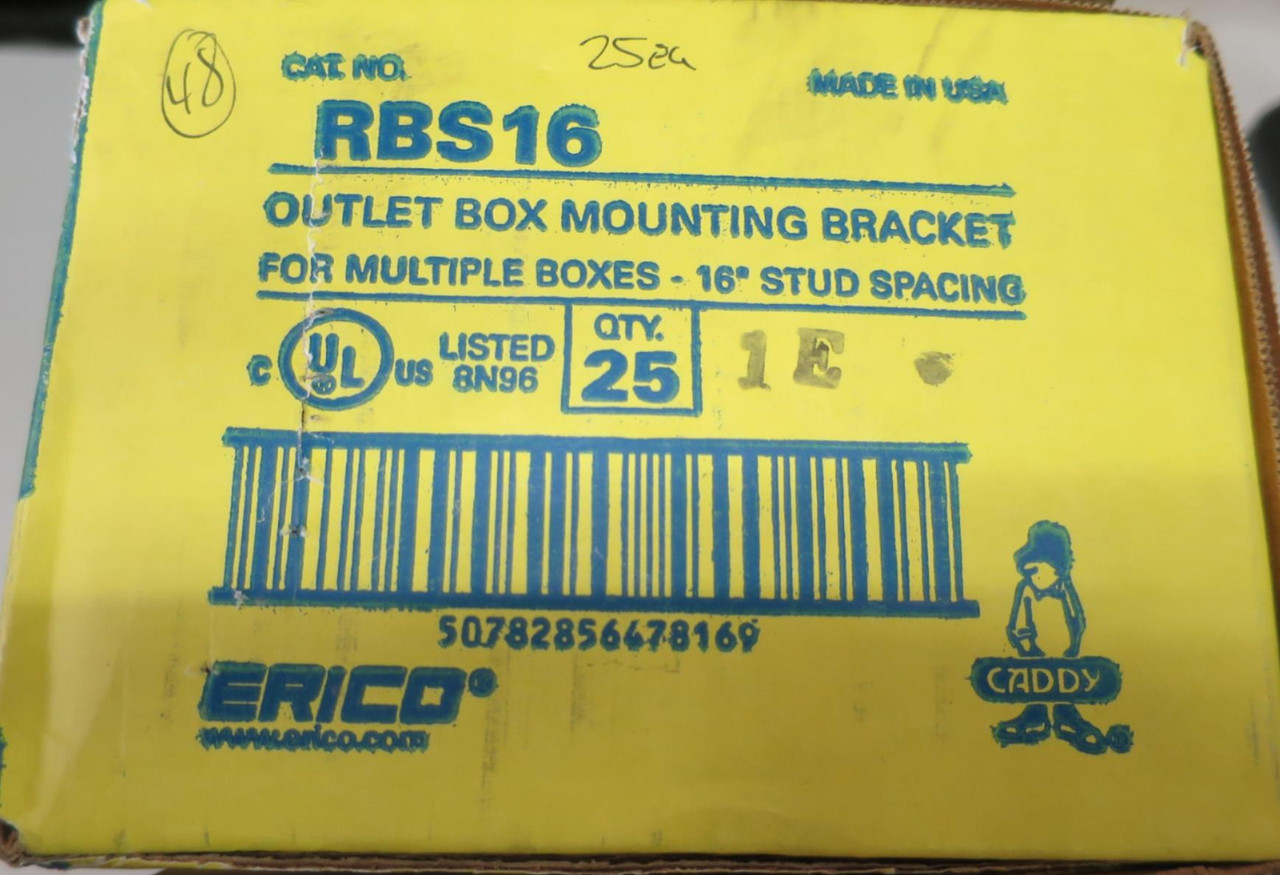 48
25ea
CAT. NO.
MADE IN USA
RBS16
OUTLET BOX MOUNTING BRACKET
FOR MULTIPLE BOXES - 16" STUD SPACING
C UL® US LISTED 8N96
QTY.
25
1E
50782856478169
ERICO®
www.erico.com
CADDY®